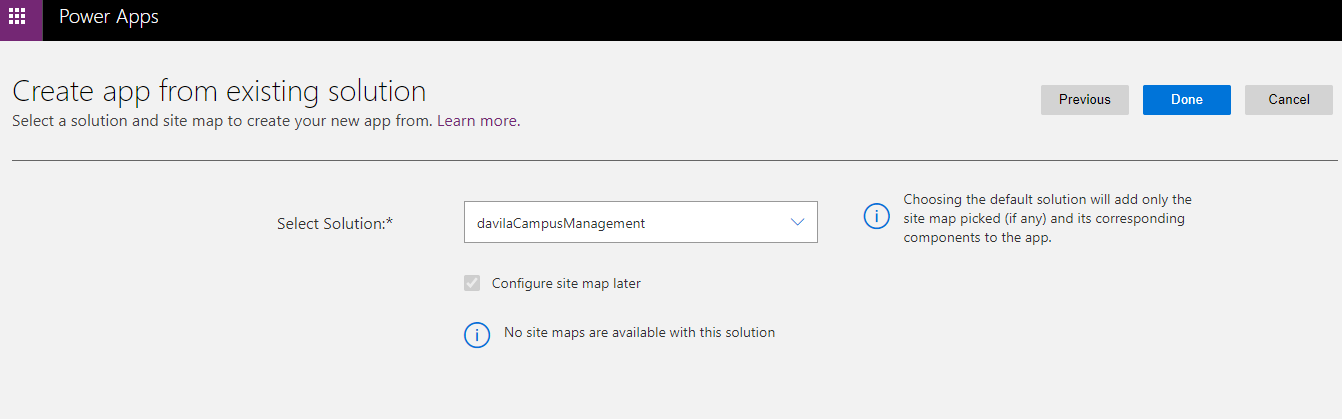 Power Apps
Create app from existing solution
Select a solution and site map to create your new app from. Learn more.
Previous
Done
Cancel
Select Solution:*
davilaCampusManagement
Choosing the default solution will add only the
site map picked (if any) and its corresponding
components to the app.
Configure site map later
No site maps are available with this solution